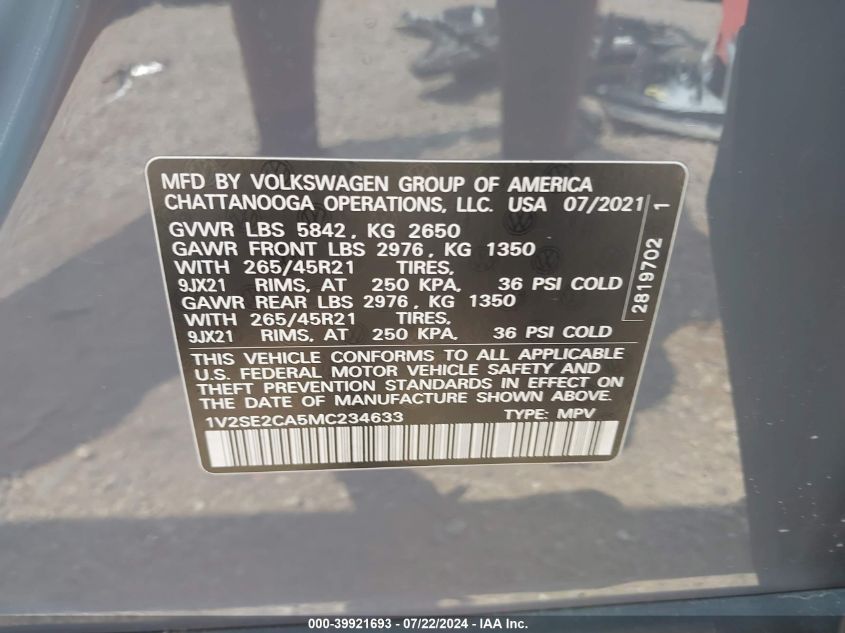 MFD BY VOLKSWAGEN GROUP OF AMERICA
CHATTANOOGA OPERATIONS, LLC. USA 07/2021
GVWR LBS 5842, KG 2650
GAWR FRONT LBS 2976, KG 1350
WITH 265/45R21 TIRES,
9JX21 RIMS, AT 250 KPA, 36 PSI COLD
GAWR REAR LBS 2976, KG 1350
WITH 265/45R21 TIRES,
9JX21 RIMS, AT 250 KPA, 36 PSI COLD
THIS VEHICLE CONFORMS TO ALL APPLICABLE
U.S. FEDERAL MOTOR VEHICLE SAFETY AND
THEFT PREVENTION STANDARDS IN EFFECT ON
THE DATE OF MANUFACTURE SHOWN ABOVE.
1V2SE2CA5MC234633 TYPE: MPV
2819702 1
000-39921693 - 07/22/2024 - IAA Inc.